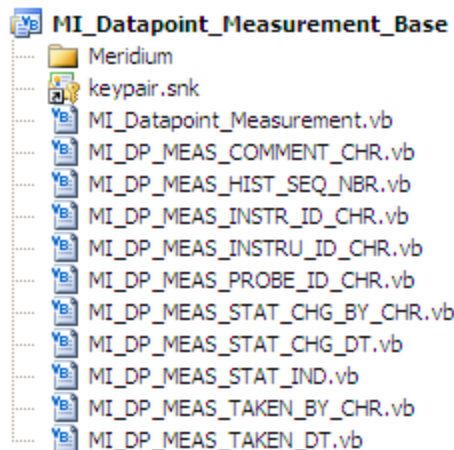 MI_Datapoint_Measurement_Base
Meridium
keypair.snk
MI_Datapoint_Measurement.vb
MI_DP_MEAS_COMMENT_CHR.vb
MI_DP_MEAS_HIST_SEQ_NBR.vb
MI_DP_MEAS_INSTR_ID_CHR.vb
MI_DP_MEAS_INSTRU_ID_CHR.vb
MI_DP_MEAS_PROBE_ID_CHR.vb
MI_DP_MEAS_STAT_CHG_BY_CHR.vb
MI_DP_MEAS_STAT_CHG_DT.vb
MI_DP_MEAS_STAT_IND.vb
MI_DP_MEAS_TAKEN_BY_CHR.vb
MI_DP_MEAS_TAKEN_DT.vb